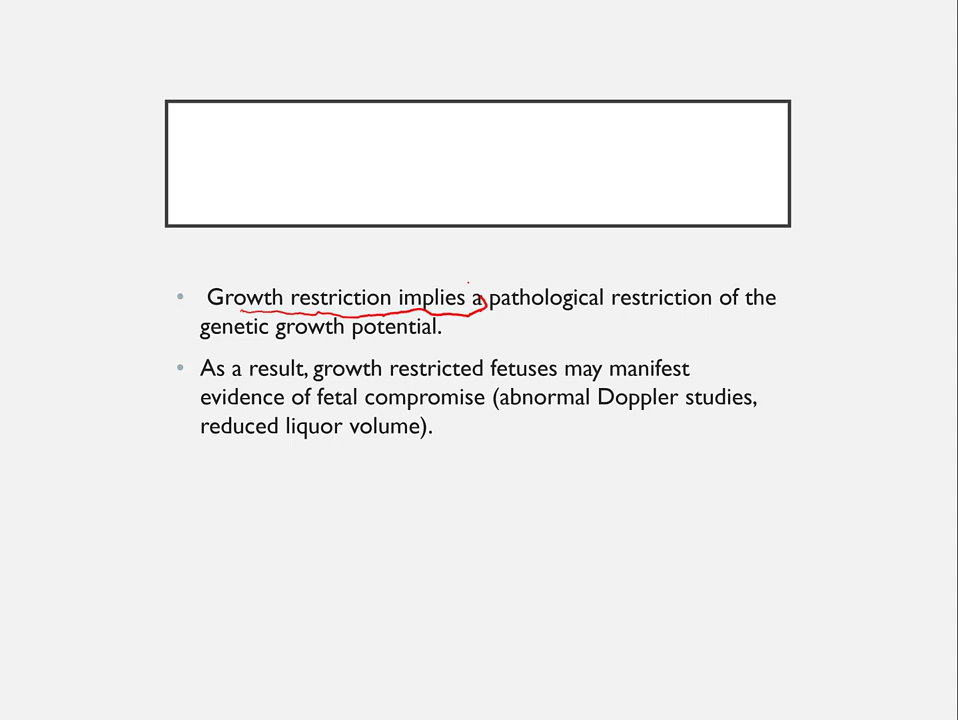 • Growth restriction implies a pathological restriction of the
genetic growth potential.
• As a result, growth restricted fetuses may manifest
evidence of fetal compromise (abnormal Doppler studies,
reduced liquor volume).